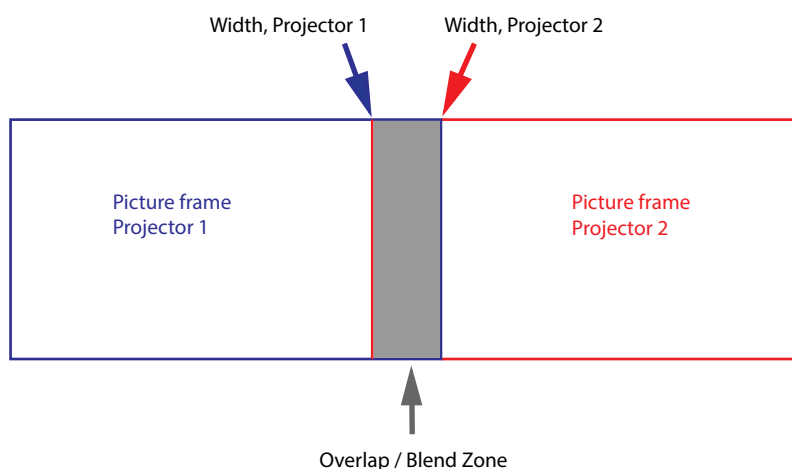 Width, Projector 1
Width, Projector 2
Picture frame
Projector 1
Picture frame
Projector 2
Overlap / Blend Zone